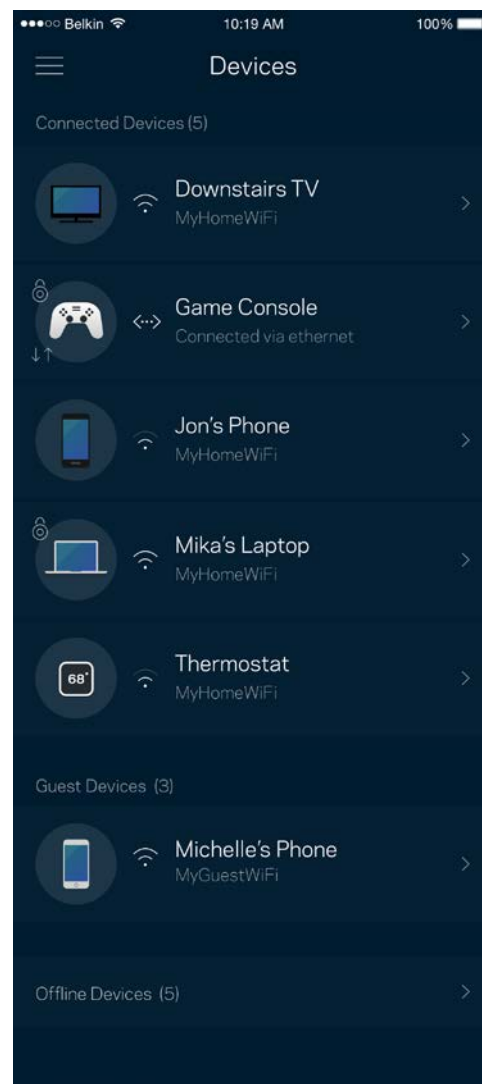 Belkin 10:19 AM 100%
Devices
Connected Devices (5)
Downstairs TV
MyHomeWiFi
Game Console
Connected via ethernet
Jon's Phone
MyHomeWiFi
Mika's Laptop
MyHomeWiFi
68°
Thermostat
MyHomeWiFi
Guest Devices (3)
Michelle's Phone
MyGuestWiFi
Offline Devices (5)